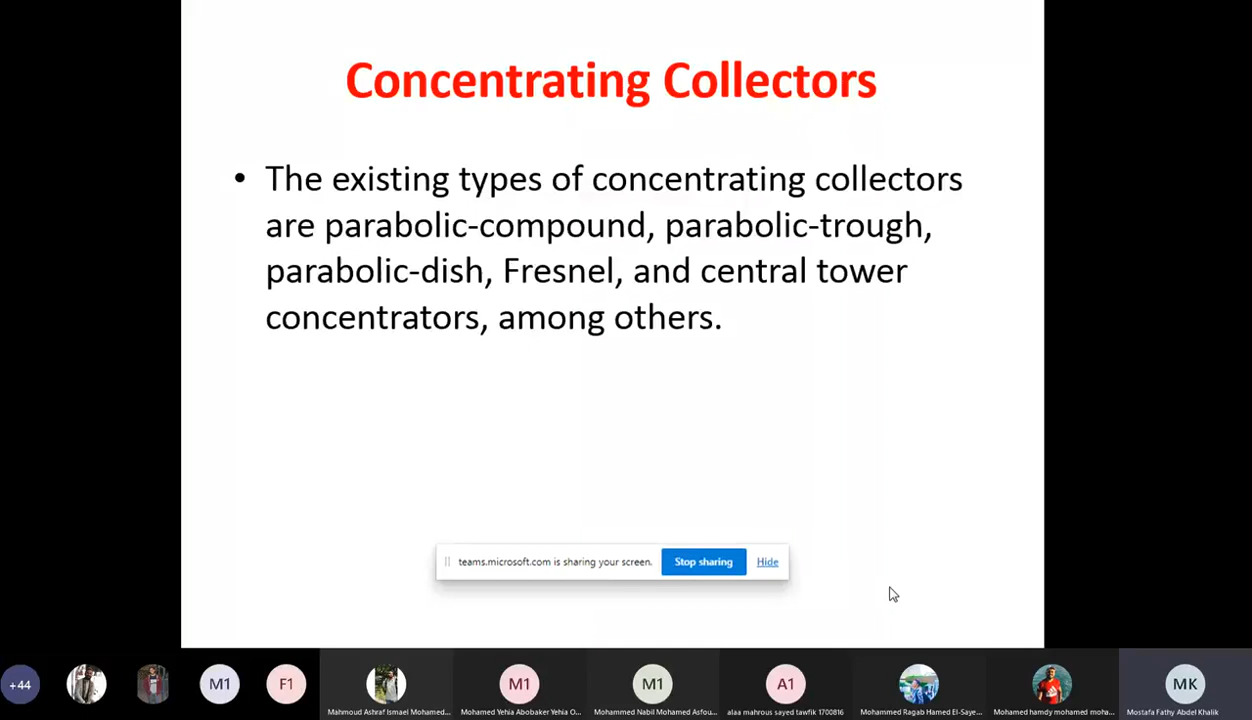 Concentrating Collectors
• The existing types of concentrating collectors
are parabolic-compound, parabolic-trough,
parabolic-dish, Fresnel, and central tower
concentrators, among others.
teams.microsoft.com is sharing your screen. Stop sharing Hide
+44 M1 F1 M1 M1 A1 MK
Mahmoud Ashraf Ismael Mohamed... Mohamed Yehia Abobaker Yehia O... Mohammed Nabil Mohamed Asfou... alaa mahrous sayed tawfik 1700816 Mohammed Ragab Hamed El-Saye... Mohamed hamdy mohamed moha... Mostafa Fathy Abdel Khalik